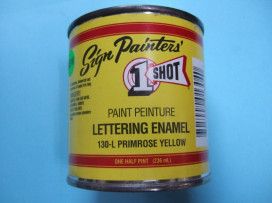 Sign Painters'
1 SHOT
PAINT PEINTURE
LETTERING ENAMEL
130-L PRIMROSE YELLOW
ONE HALF PINT (236 mL)